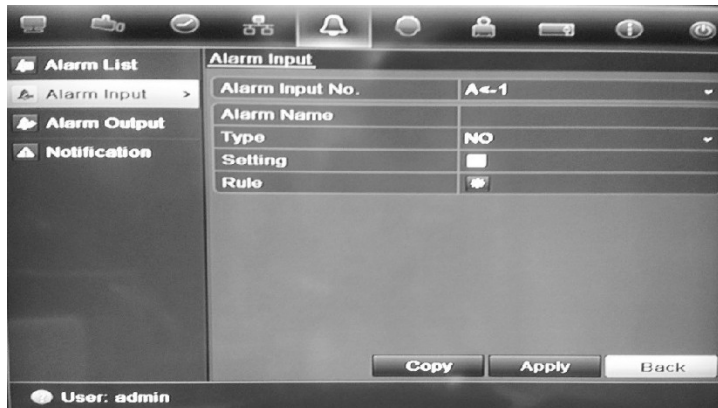 Alarm List
Alarm Input >
Alarm Output
Notification
Alarm Input
Alarm Input No. A<-1
Alarm Name
Type NO
Setting
Rule
Copy Apply Back
User: admin